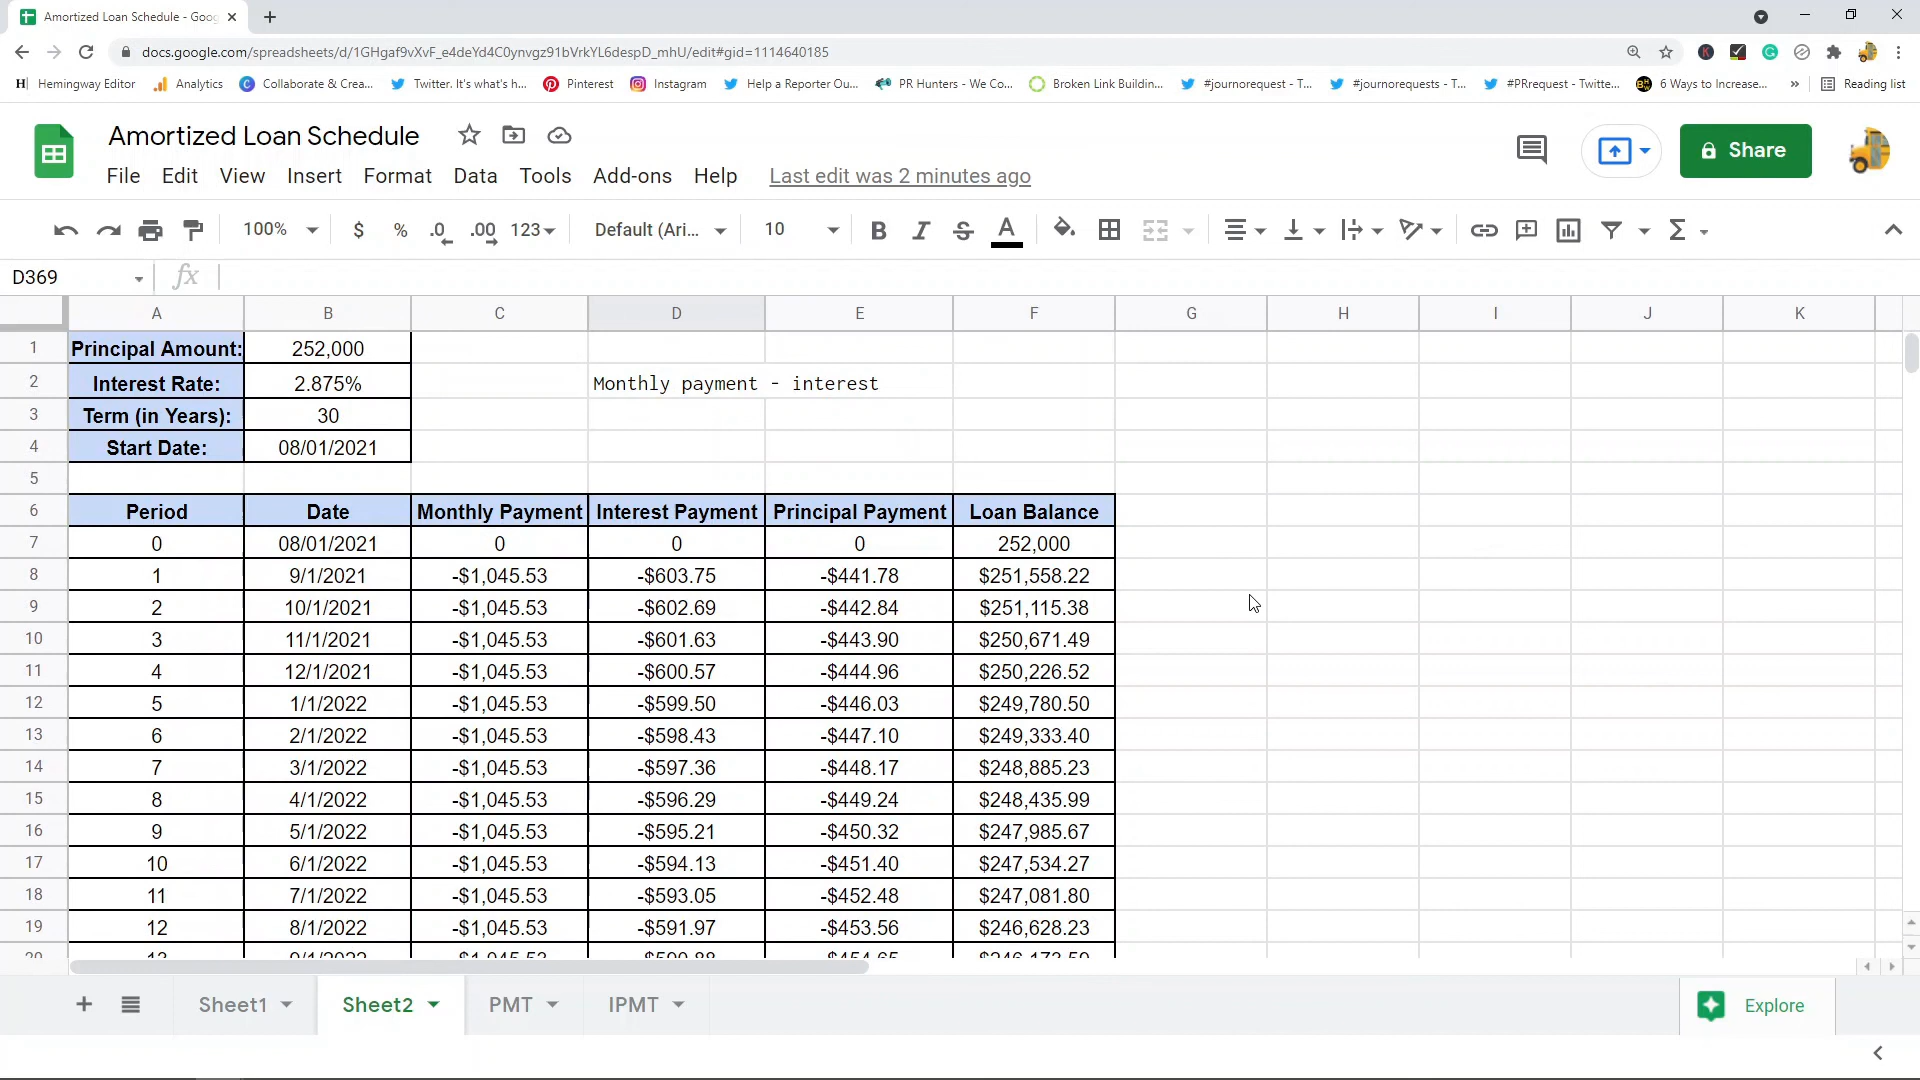 Amortized Loan Schedule - Goog
docs.google.com/spreadsheets/d/1GHgaf9vXvF_e4deYd4C0ynvgz91bVrkYL6despD_mhU/edit#gid=1114640185
Hemingway Editor Analytics Collaborate & Crea... Twitter. It's what's h... Pinterest Instagram Help a Reporter Ou... PR Hunters - We Co... Broken Link Buildin... #journorequest - T... #journorequests - T... #PRrequest - Twitte... 6 Ways to Increase... » Reading list
Amortized Loan Schedule
Share
File Edit View Insert Format Data Tools Add-ons Help Last edit was 2 minutes ago
100% $ % .0 .00 123 Default (Ari... 10 B I S A Σ
D369 fx
A B C D E F G H I J K
1 Principal Amount: 252,000
2 Interest Rate: 2.875% Monthly payment - interest
3 Term (in Years): 30
4 Start Date: 08/01/2021
5
6 Period Date Monthly Payment Interest Payment Principal Payment Loan Balance
7 0 08/01/2021 0 0 0 252,000
8 1 9/1/2021 -$1,045.53 -$603.75 -$441.78 $251,558.22
9 2 10/1/2021 -$1,045.53 -$602.69 -$442.84 $251,115.38
10 3 11/1/2021 -$1,045.53 -$601.63 -$443.90 $250,671.49
11 4 12/1/2021 -$1,045.53 -$600.57 -$444.96 $250,226.52
12 5 1/1/2022 -$1,045.53 -$599.50 -$446.03 $249,780.50
13 6 2/1/2022 -$1,045.53 -$598.43 -$447.10 $249,333.40
14 7 3/1/2022 -$1,045.53 -$597.36 -$448.17 $248,885.23
15 8 4/1/2022 -$1,045.53 -$596.29 -$449.24 $248,435.99
16 9 5/1/2022 -$1,045.53 -$595.21 -$450.32 $247,985.67
17 10 6/1/2022 -$1,045.53 -$594.13 -$451.40 $247,534.27
18 11 7/1/2022 -$1,045.53 -$593.05 -$452.48 $247,081.80
19 12 8/1/2022 -$1,045.53 -$591.97 -$453.56 $246,628.23
Sheet1 Sheet2 PMT IPMT Explore